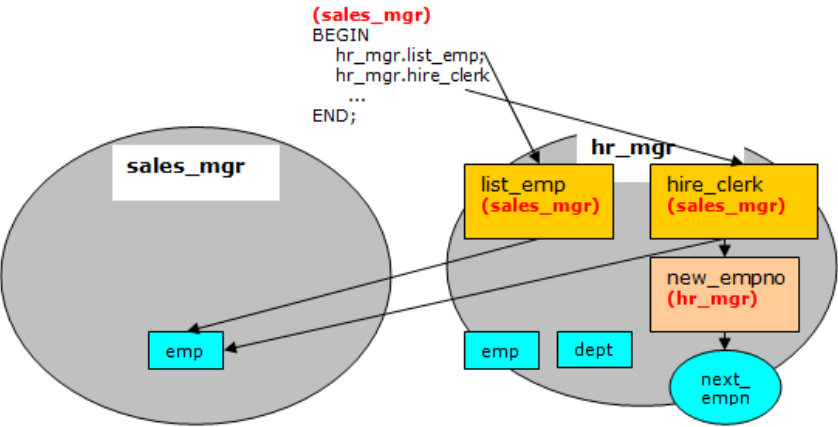 (sales_mgr)
BEGIN
hr_mgr.list_emp;
hr_mgr.hire_clerk
...
END;
sales_mgr
hr_mgr
list_emp
(sales_mgr)
hire_clerk
(sales_mgr)
new_empno
(hr_mgr)
emp
emp
dept
next_
empn